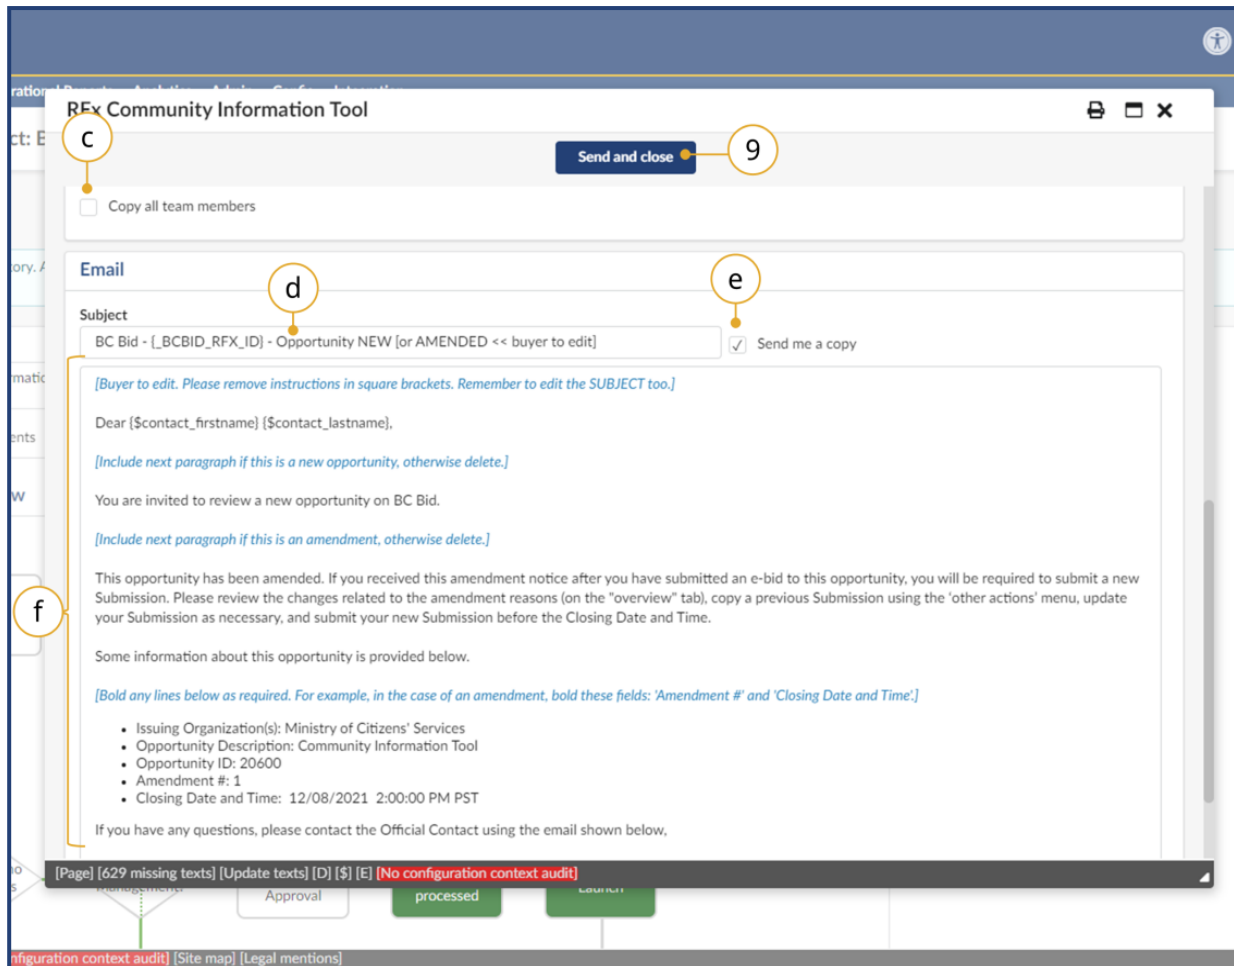 RFx Community Information Tool
ct: E
c
Send and close
9
Copy all team members
ory. A
Email
d
e
Subject
BC Bid - {_BCBID_RFX_ID} - Opportunity NEW [or AMENDED << buyer to edit]
Send me a copy
rmatic
[Buyer to edit. Please remove instructions in square brackets. Remember to edit the SUBJECT too.]
Dear {$contact_firstname} {$contact_lastname},
ents
[Include next paragraph if this is a new opportunity, otherwise delete.]
w
You are invited to review a new opportunity on BC Bid.
[Include next paragraph if this is an amendment, otherwise delete.]
This opportunity has been amended. If you received this amendment notice after you have submitted an e-bid to this opportunity, you will be required to submit a new
Submission. Please review the changes related to the amendment reasons (on the "overview" tab), copy a previous Submission using the 'other actions' menu, update
f
your Submission as necessary, and submit your new Submission before the Closing Date and Time.
Some information about this opportunity is provided below.
[Bold any lines below as required. For example, in the case of an amendment, bold these fields: 'Amendment #' and 'Closing Date and Time'.]
• Issuing Organization(s): Ministry of Citizens' Services
• Opportunity Description: Community Information Tool
• Opportunity ID: 20600
• Amendment #: 1
• Closing Date and Time: 12/08/2021 2:00:00 PM PST
If you have any questions, please contact the Official Contact using the email shown below,
[Page] [629 missing texts] [Update texts] [D] [$] [E] [No configuration context audit]
Approval
processed
Launch
nfiguration context audit] [Site map] [Legal mentions]